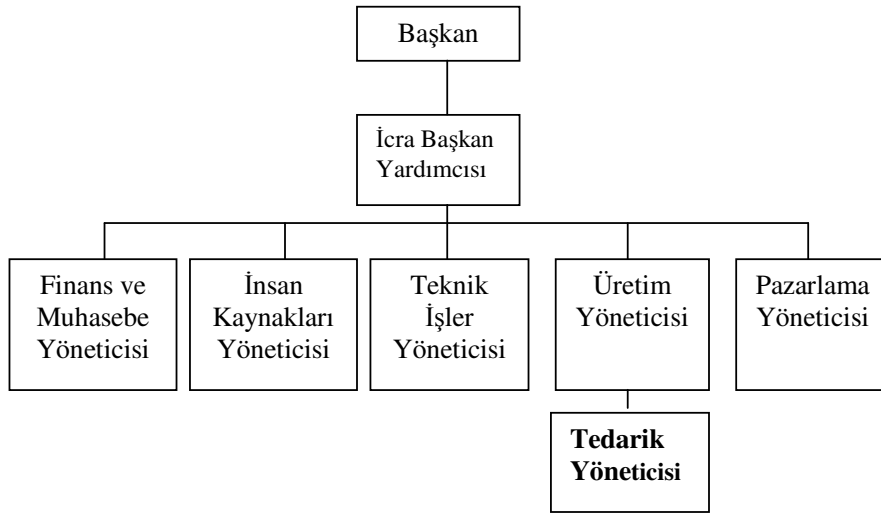 Başkan
İcra Başkan
Yardımcısı
Finans ve
Muhasebe
Yöneticisi
İnsan
Kaynakları
Yöneticisi
Teknik
İşler
Yöneticisi
Üretim
Yöneticisi
Pazarlama
Yöneticisi
Tedarik
Yöneticisi